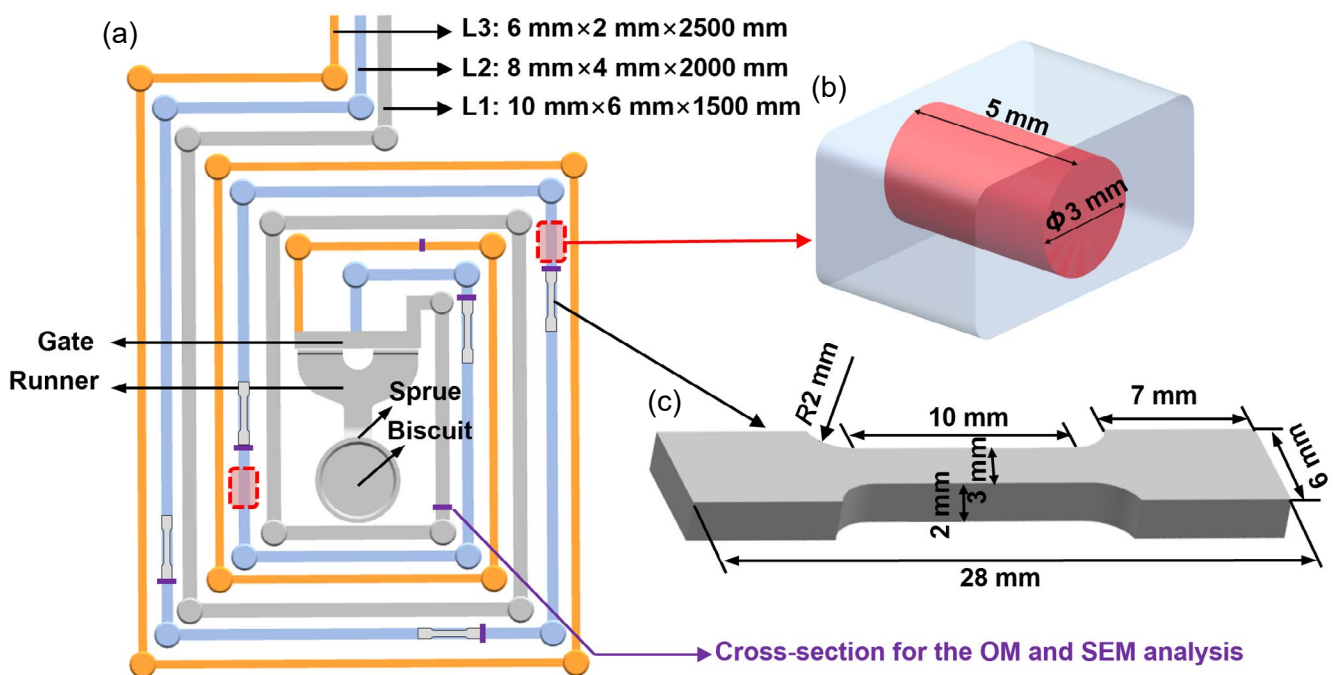 (a)
L3: 6 mm×2 mm×2500 mm
L2: 8 mm×4 mm×2000 mm
L1: 10 mm×6 mm×1500 mm
(b)
5 mm
Φ3 mm
Gate
Runner
Sprue
Biscuit
(c)
R2 mm
10 mm
7 mm
3 mm
2 mm
6 mm
28 mm
Cross-section for the OM and SEM analysis